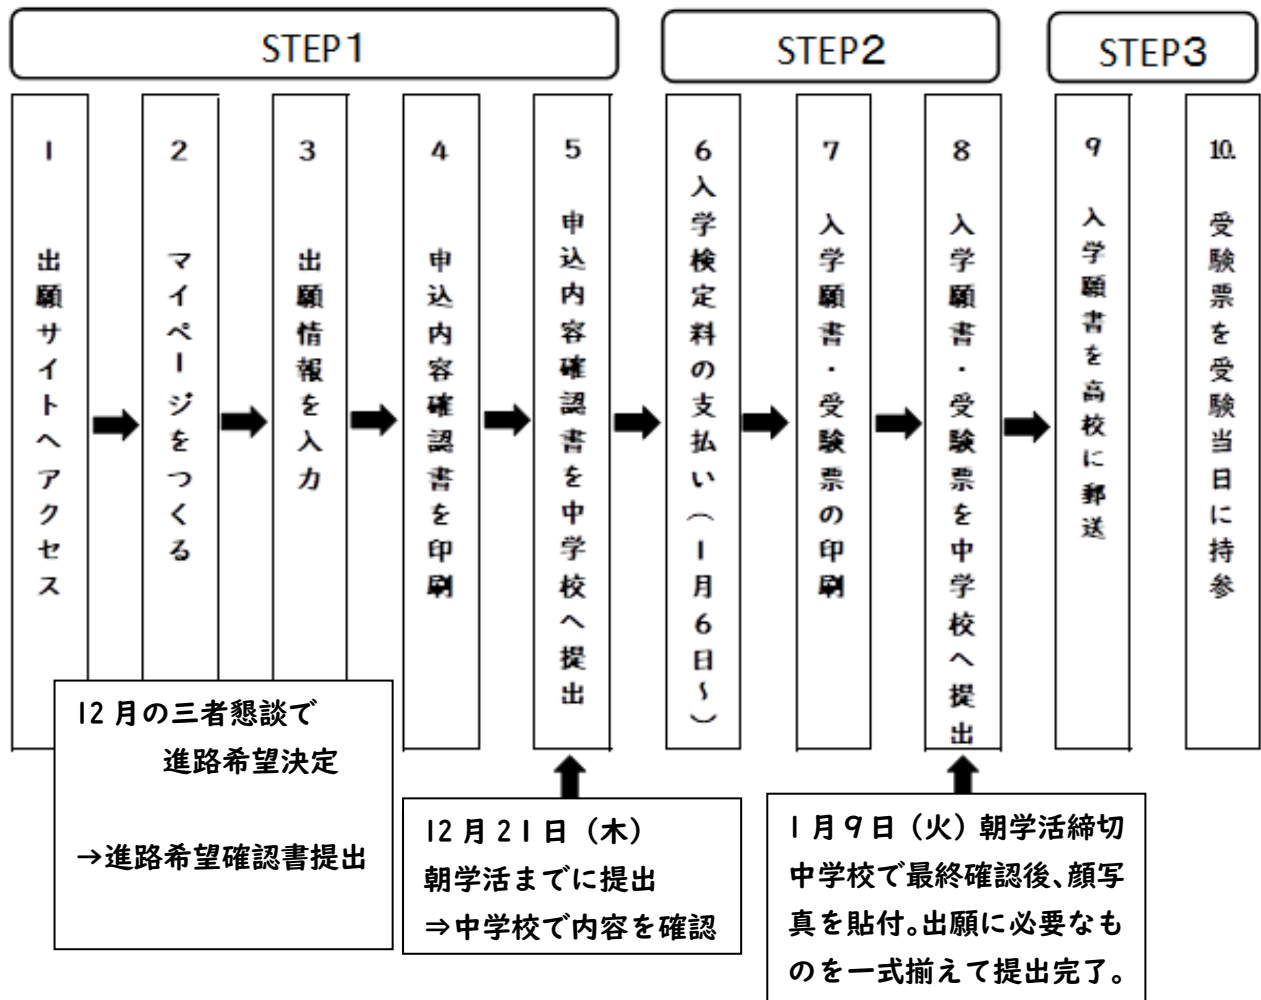 STEP1
STEP2
STEP3
1 出願サイトへアクセス
2 マイページをつくる
3 出願情報を入力
4 申込内容確認書を印刷
5 申込内容確認書を中学校へ提出
6 入学検定料の支払い(1月6日~)
7 入学願書・受験票の印刷
8 入学願書・受験票を中学校へ提出
9 入学願書を高校に郵送
10. 受験票を受験当日に持参
12月の三者懇談で
進路希望決定
→進路希望確認書提出
12月21日(木)
朝学活までに提出
⇒中学校で内容を確認
1月9日(火)朝学活締切
中学校で最終確認後、顔写
真を貼付。出願に必要なも
のを一式揃えて提出完了。